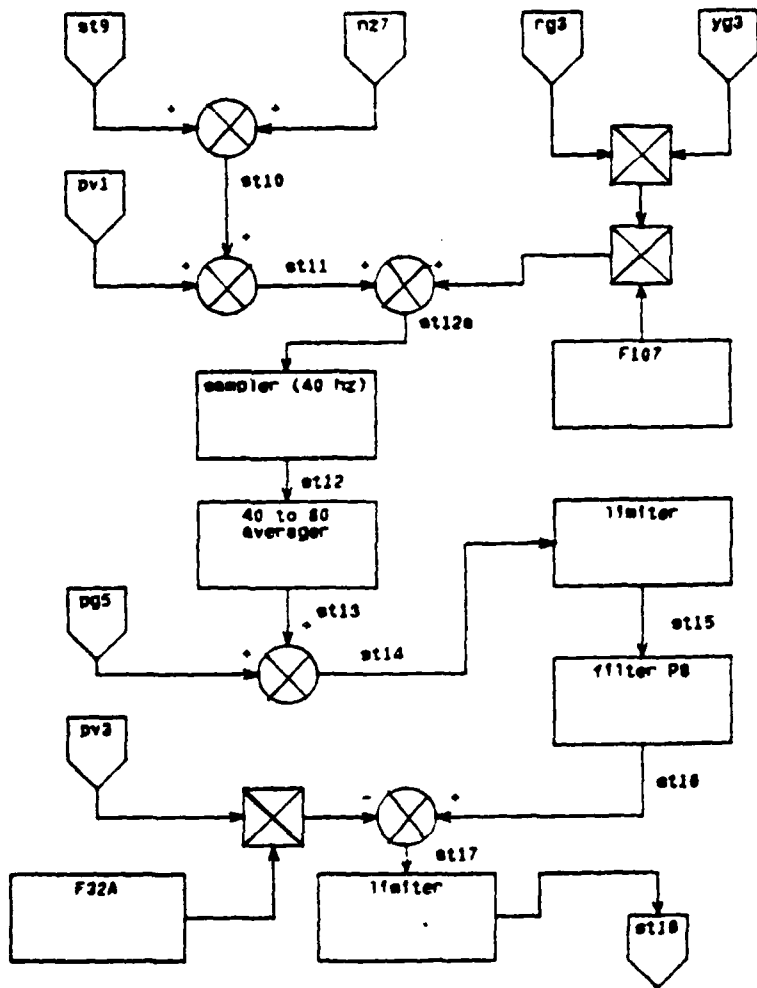 st9
nz7
rg3
yg3
+
+
st10
pv1
+
+
st11
+
+
st12a
F107
sampler (40 hz)
st12
40 to 80
averager
limiter
pg5
st13
+
+
st14
st15
filter P8
pv3
st16
-
+
st17
F32A
limiter
st18